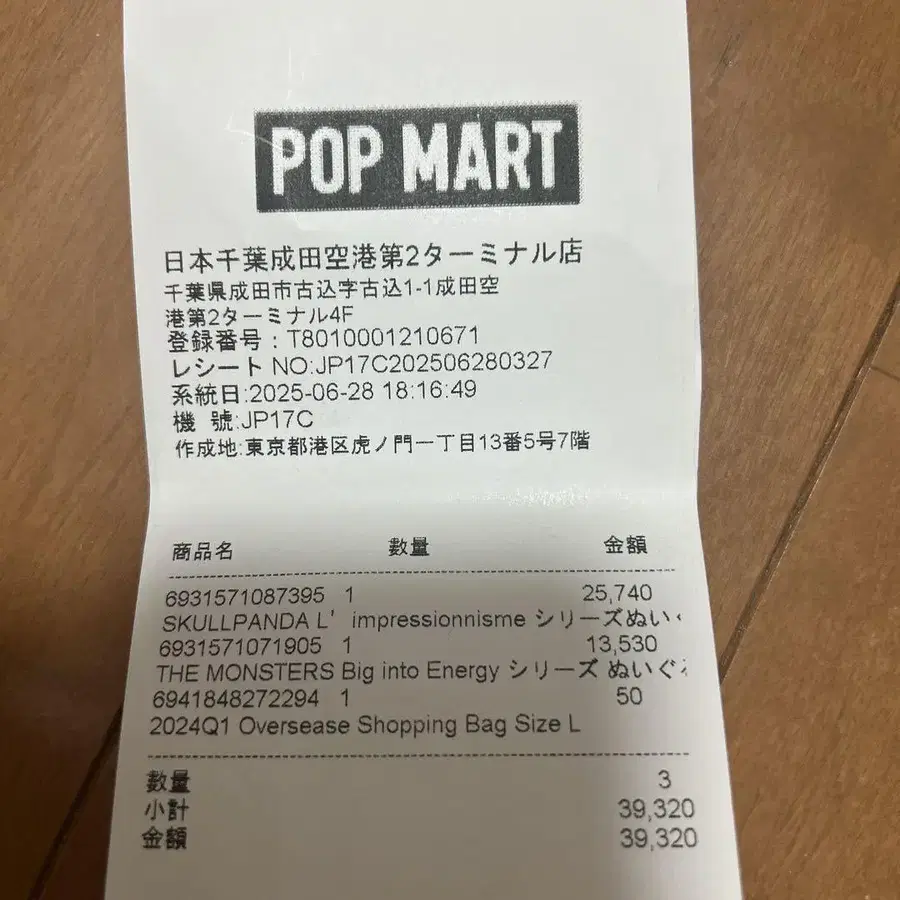 POP MART
日本千葉成田空港第2ターミナル店
千葉県成田市古込字古込1-1成田空
港第2ターミナル4F
登録番号：T8010001210671
レシート NO:JP17C202506280327
系統日:2025-06-28 18:16:49
機 號:JP17C
作成地:東京都港区虎ノ門一丁目13番5号7階
商品名 數量 金額
6931571087395 1 25,740
SKULLPANDA L’ impressionnisme シリーズぬいぐ
6931571071905 1 13,530
THE MONSTERS Big into Energy シリーズ ぬいぐる
6941848272294 1 50
2024Q1 Oversease Shopping Bag Size L
數量 3
小計 39,320
金額 39,320